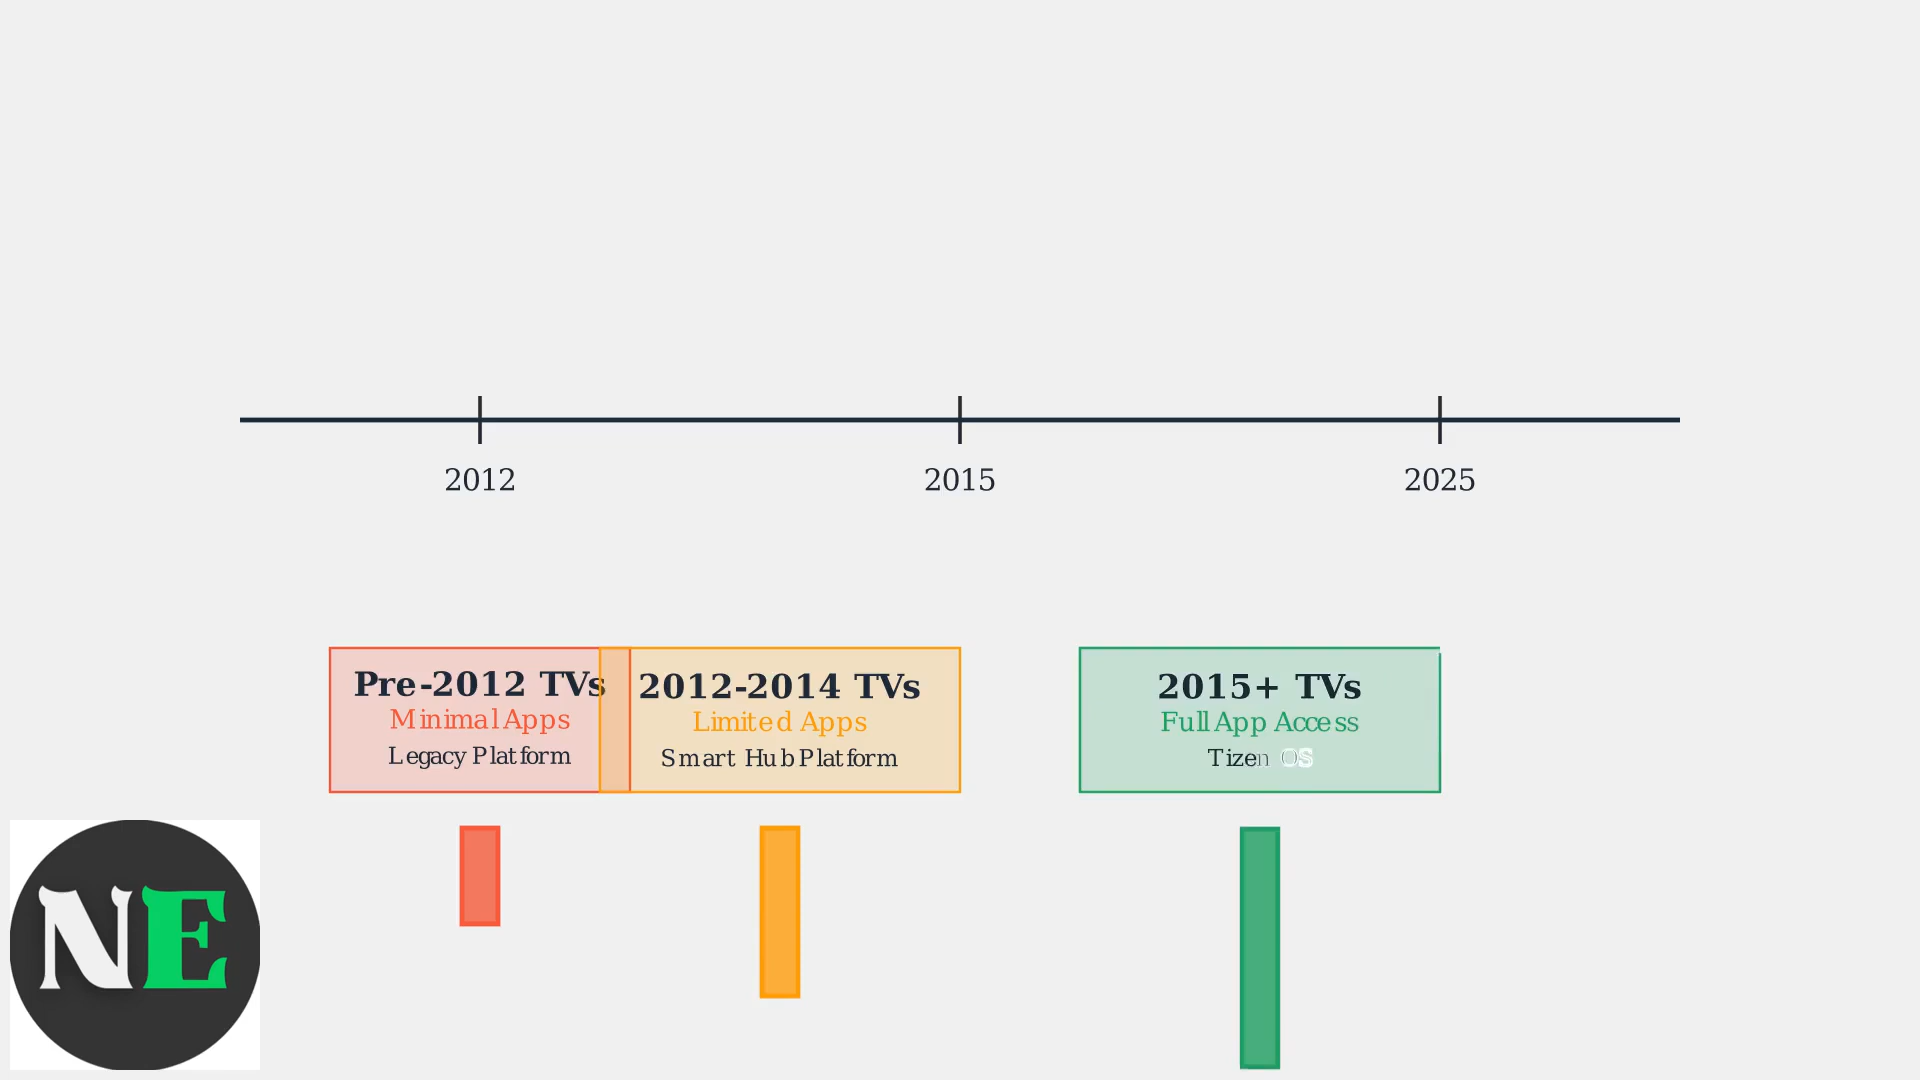 2012
2015
2025
Pre-2012 TVs
Minimal Apps
Legacy Platform
2012-2014 TVs
Limited Apps
Smart Hub Platform
2015+ TVs
Full App Access
Tizen OS
NE